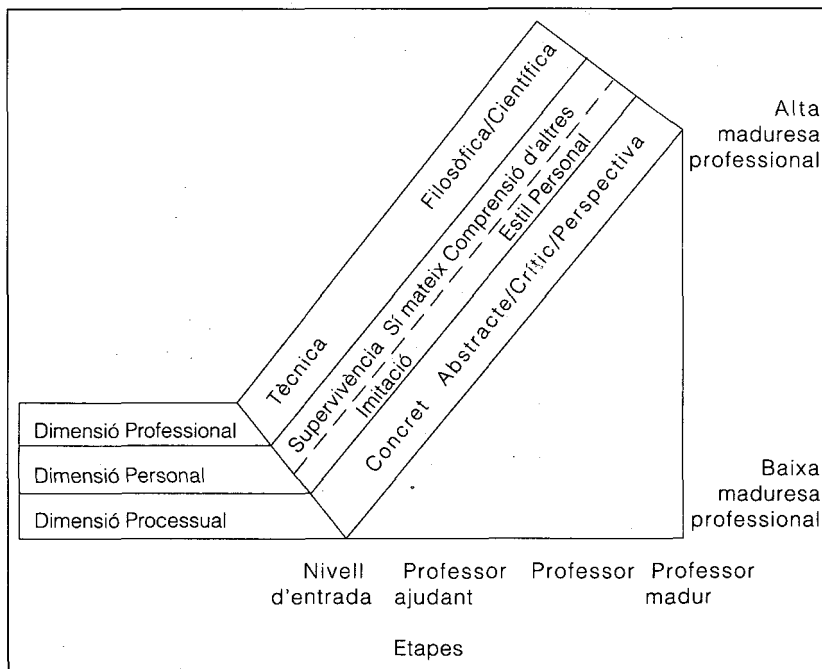 Filosòfica/Científica
Tècnica
Comprensió d'altres
Sí mateix
Supervivència
Estil Personal
Imitació
Abstracte/Crític/Perspectiva
Concret
Alta
maduresa
professional
Dimensió Professional
Dimensió Personal
Dimensió Processual
Baixa
maduresa
professional
Nivell
d'entrada
Professor
ajudant
Professor
Professor
madur
Etapes